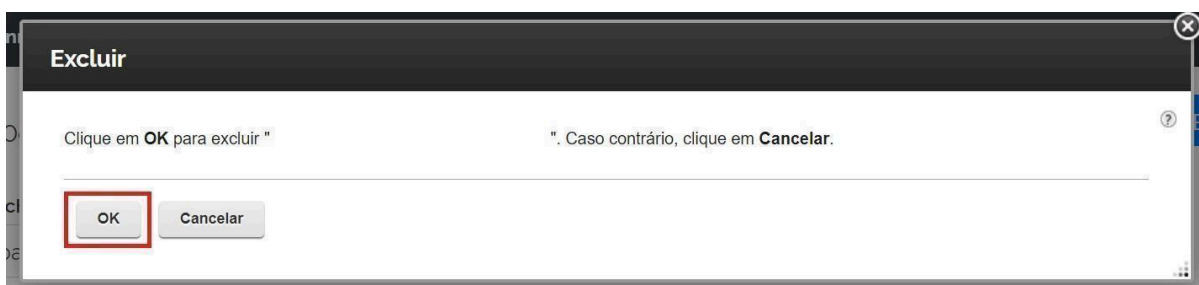 Excluir
Clique em OK para excluir " ". Caso contrário, clique em Cancelar.
OK Cancelar